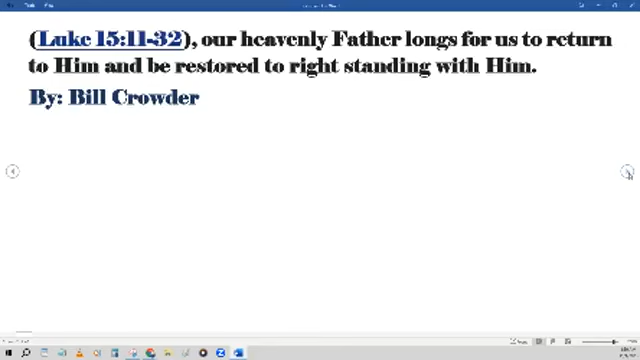 (Luke 15:11-32), our heavenly Father longs for us to return
to Him and be restored to right standing with Him.
By: Bill Crowder